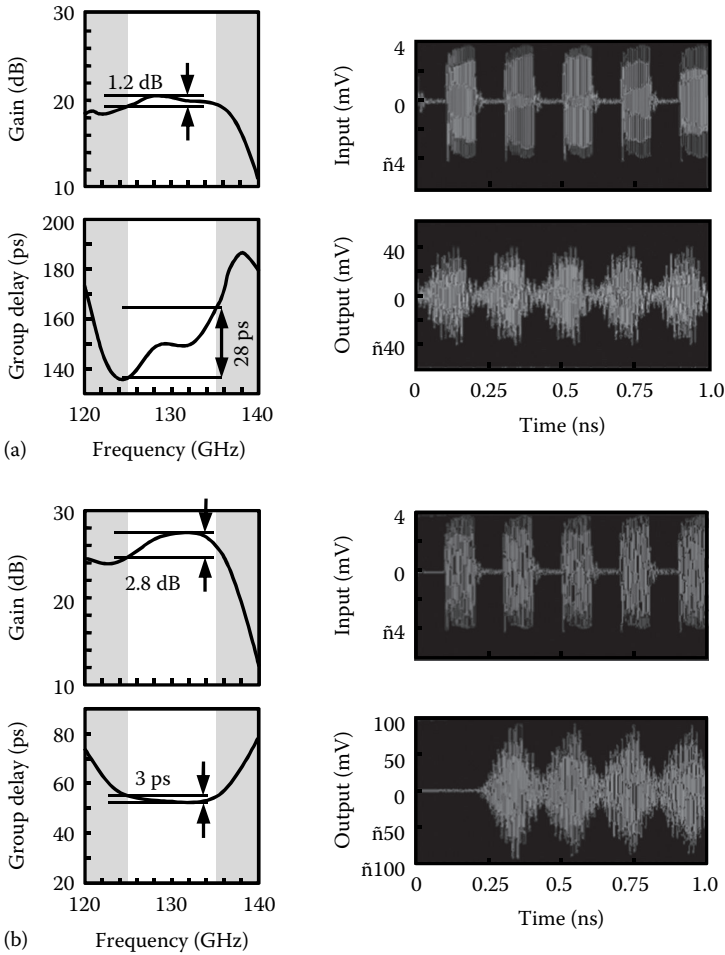 30
20
10
Gain (dB)
1.2 dB
4
0
ñ4
Input (mV)
200
180
160
140
Group delay (ps)
28 ps
120
130
140
Frequency (GHz)
40
0
ñ40
Output (mV)
0
0.25
0.5
0.75
1.0
Time (ns)
(a)
30
20
10
Gain (dB)
2.8 dB
4
0
ñ4
Input (mV)
80
60
40
20
Group delay (ps)
3 ps
120
130
140
Frequency (GHz)
100
50
0
ñ50
ñ100
Output (mV)
0
0.25
0.5
0.75
1.0
Time (ns)
(b)